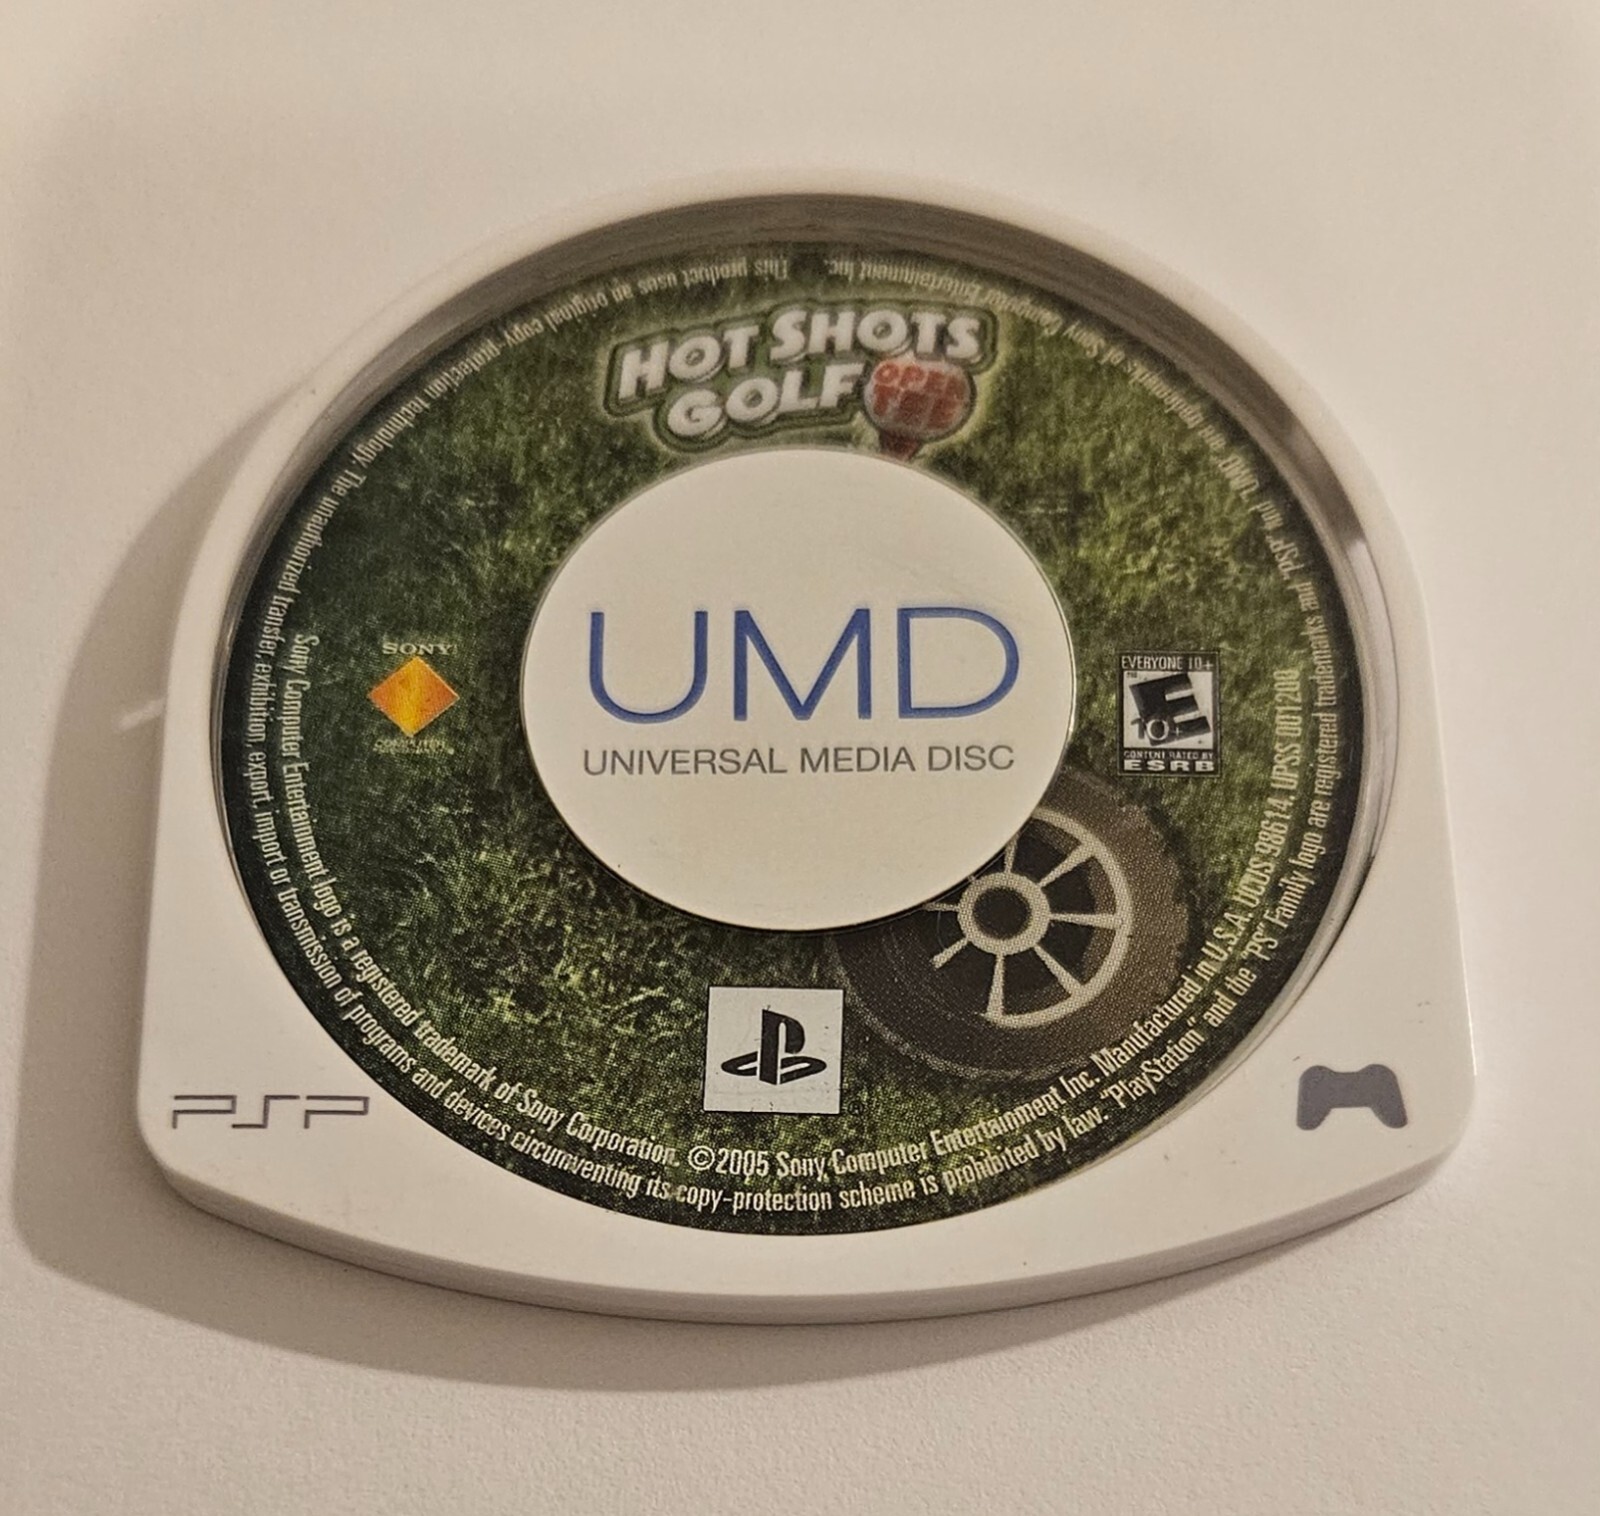 HOT SHOTS
GOLF
OPEN
TEE
SONY
COMPUTER
ENTERTAINMENT®
UMD
UNIVERSAL MEDIA DISC
EVERYONE 10+
E
10+
CONTENT RATED BY
ESRB
PSP
®
Sony Computer Entertainment logo is a registered trademark of Sony Corporation. ©2005 Sony Computer Entertainment Inc. Manufactured in U.S.A. UCUS 98614. UPSS 001200
"PlayStation" and the "PS" Family logo are registered trademarks and "PSP" and UMD are trademarks of Sony Computer Entertainment Inc. This product uses an original copy-protection technology. The unauthorized transfer, exhibition, export, import or transmission of programs and devices circumventing its copy-protection scheme is prohibited by law.